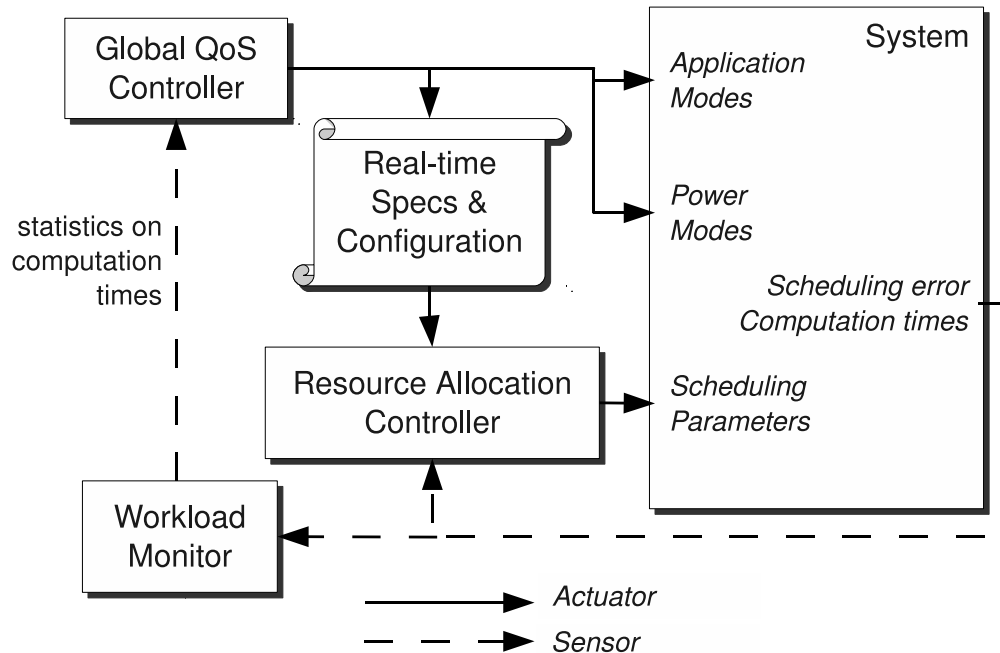 Global QoS
Controller
System
Application
Modes
Real-time
Specs &
Configuration
Power
Modes
statistics on
computation
times
Scheduling error
Computation times
Resource Allocation
Controller
Scheduling
Parameters
Workload
Monitor
Actuator
Sensor